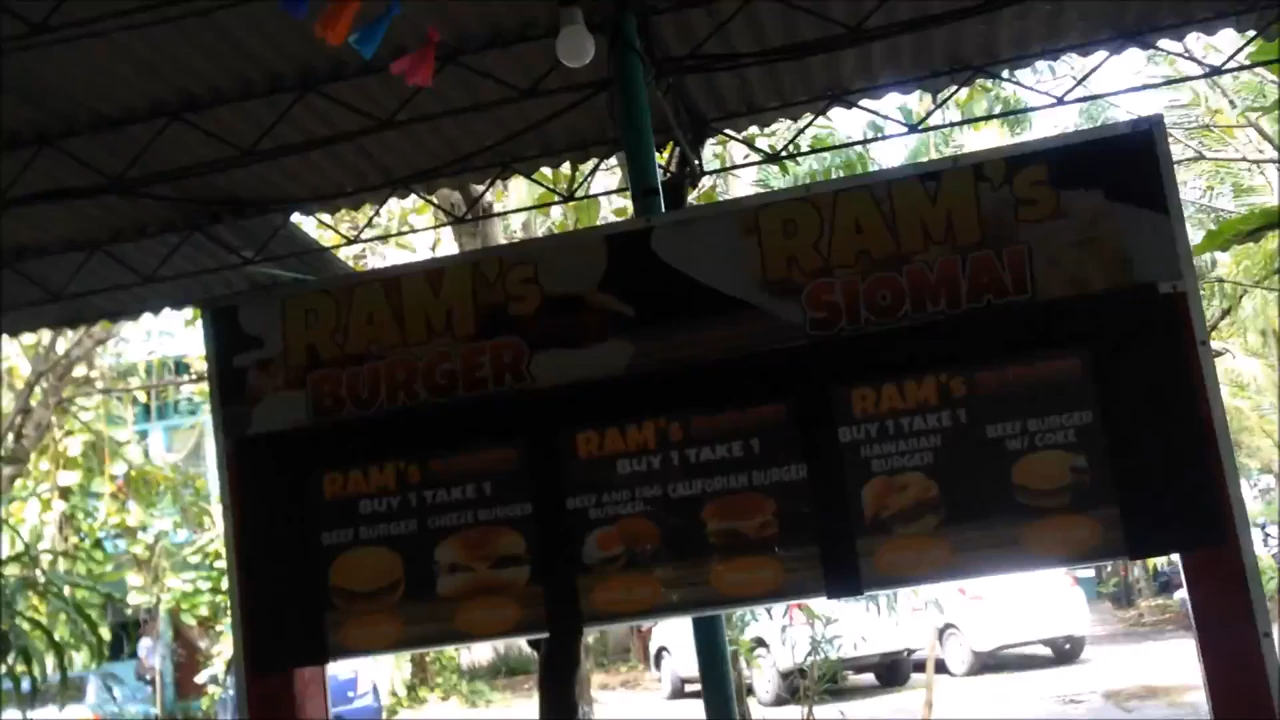 RAM's
BURGER
RAM's
SIOMAI
RAM's
BUY 1 TAKE 1
BEEF BURGER CHEESE BURGER
RAM's
BUY 1 TAKE 1
BEEF AND EGG
BURGER..
CALIFORIAN BURGER
RAM's
BUY 1 TAKE 1
HAWAIIAN
BURGER
BEEF BURGER
W/ COKE